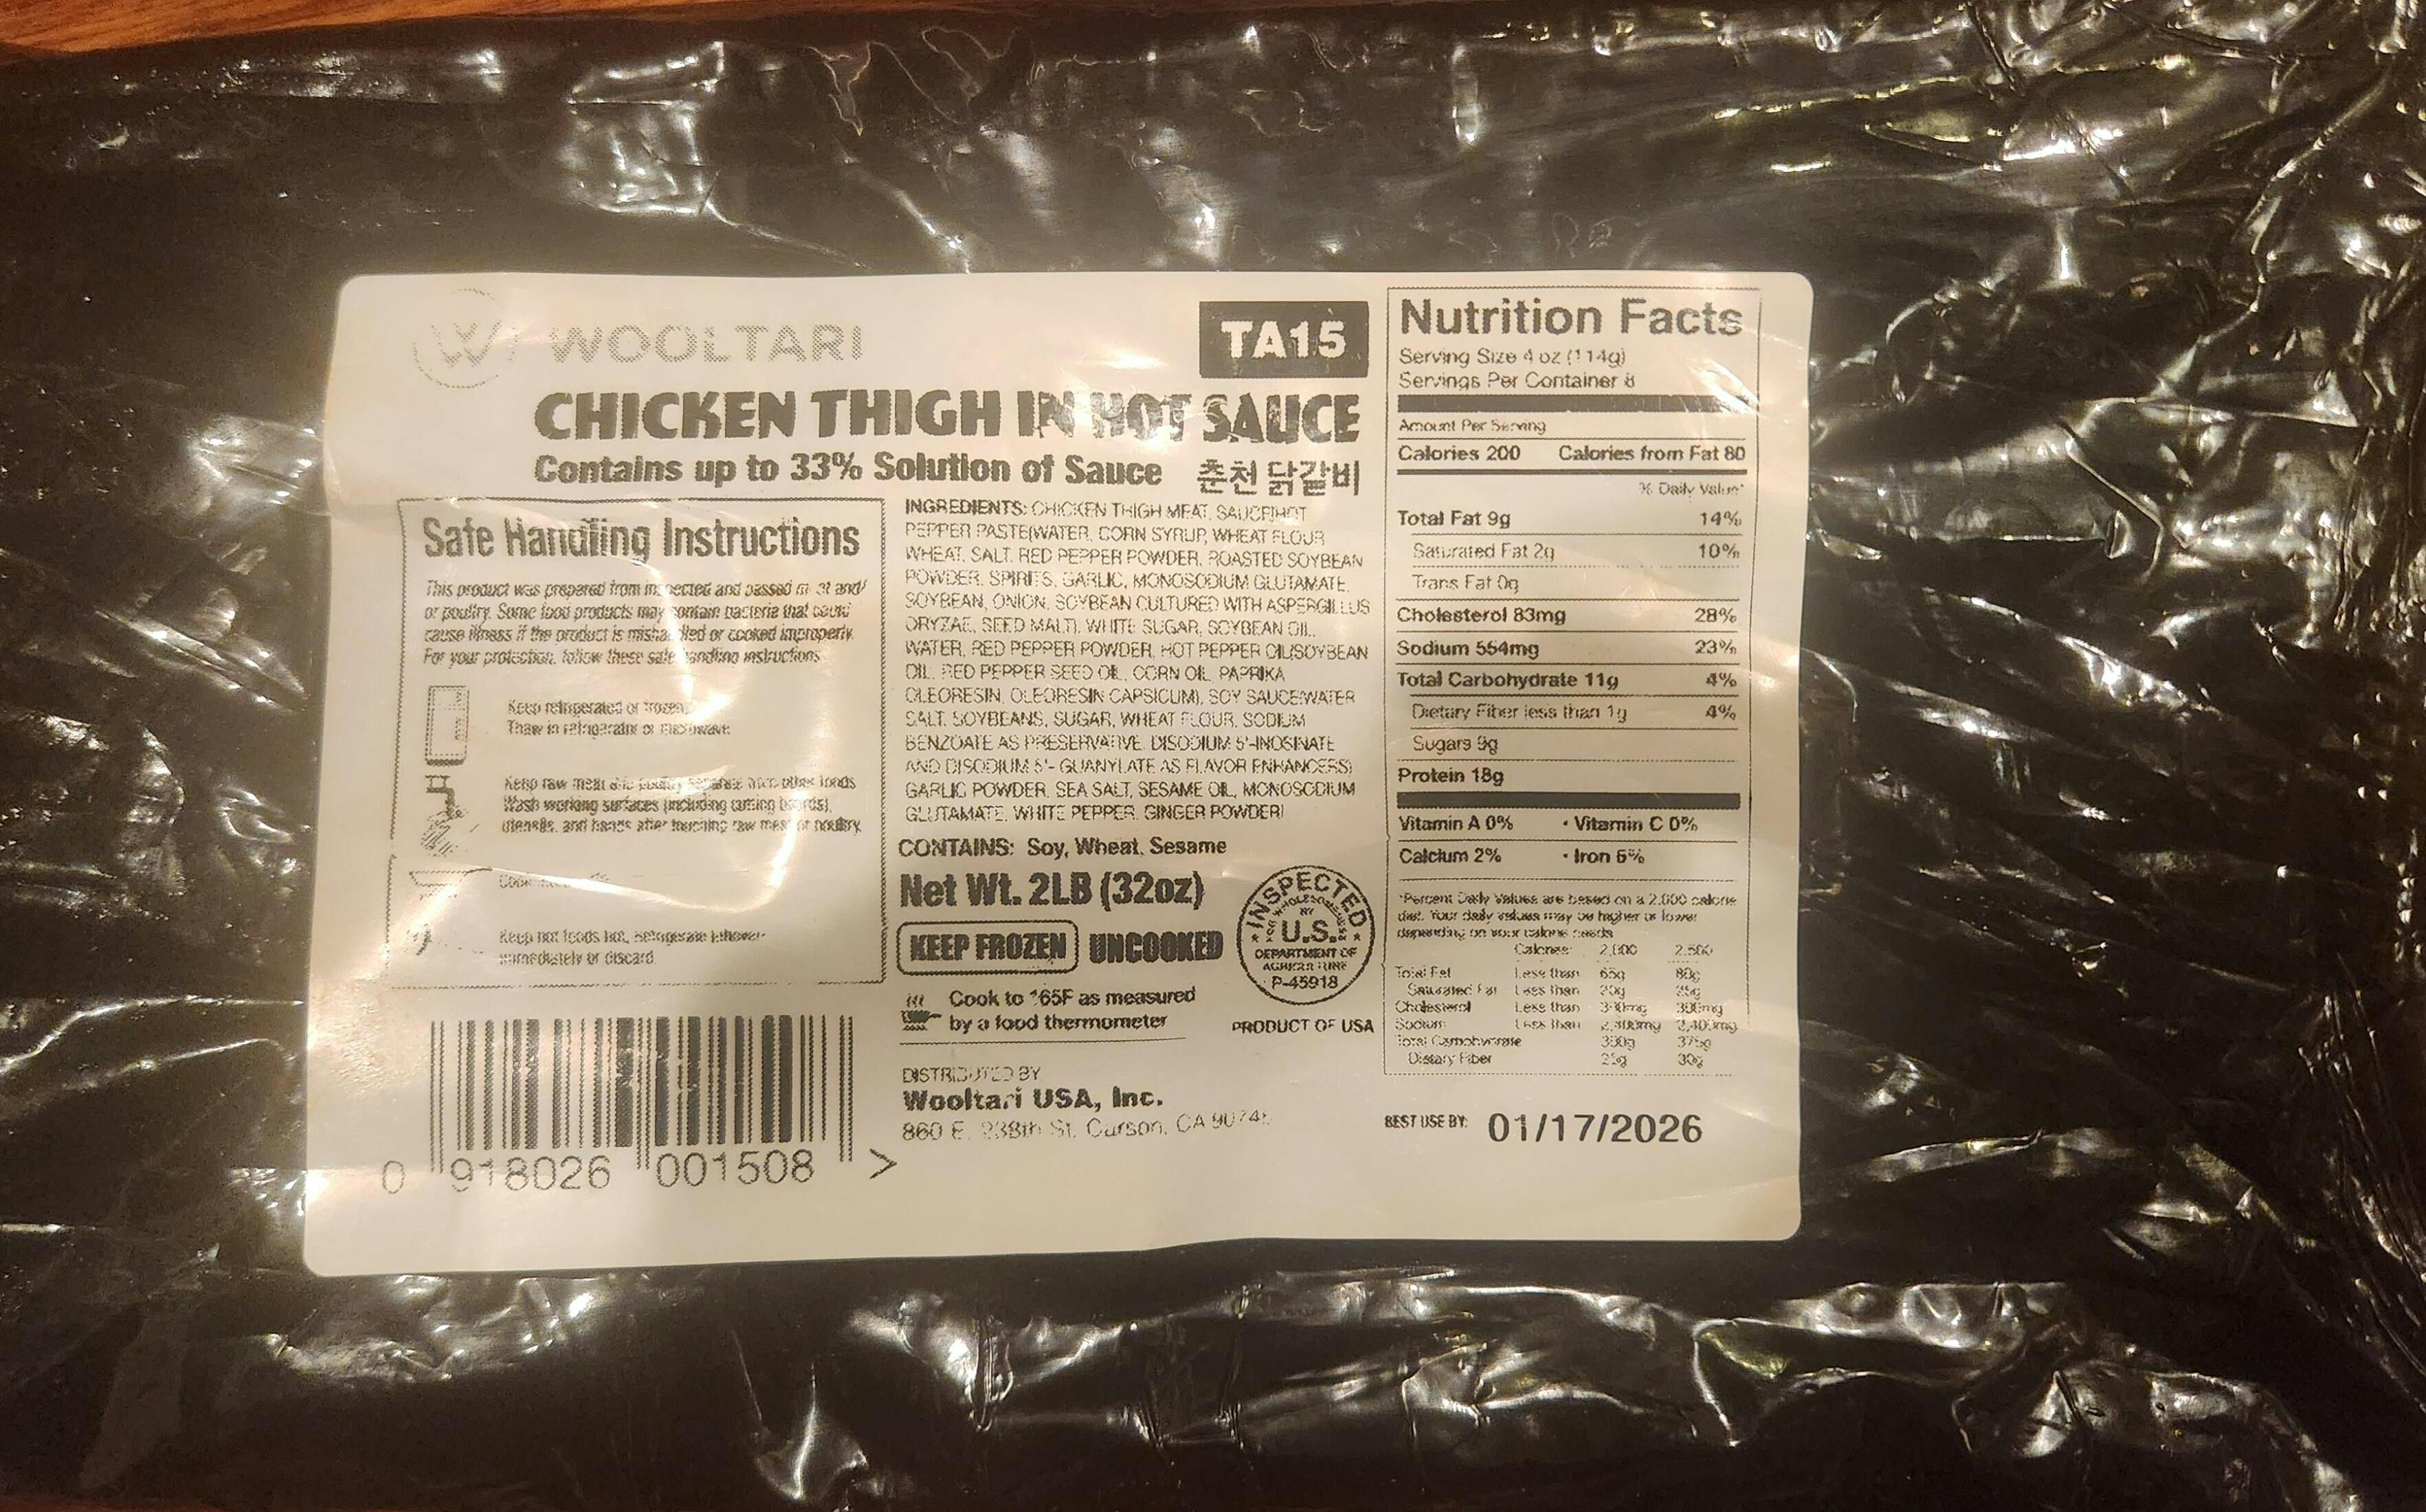 WOOLTARI
TA15
CHICKEN THIGH IN HOT SAUCE
Contains up to 33% Solution of Sauce 춘천 닭갈비
Safe Handling Instructions
This product was prepared from inspected and passed meat and/
or poultry. Some food products may contain bacteria that could
cause illness if the product is mishandled or cooked improperly.
For your protection, follow these safe handling instructions
Keep refrigerated or frozen.
Thaw in refrigerator or microwave.
Keep raw meat and poultry separate from other foods
Wash working surfaces (including cutting boards),
utensils, and hands after touching raw meat or poultry.
Cook
Keep hot foods hot. Refrigerate leftovers
immediately or discard
0 918026 001508 >
INGREDIENTS: CHICKEN THIGH MEAT, SAUCE(HOT
PEPPER PASTE(WATER, CORN SYRUP, WHEAT FLOUR
WHEAT, SALT, RED PEPPER POWDER, ROASTED SOYBEAN
POWDER, SPIRITS, GARLIC, MONOSODIUM GLUTAMATE,
SOYBEAN, ONION, SOYBEAN CULTURED WITH ASPERGILLUS
ORYZAE, SEED MALT), WHITE SUGAR, SOYBEAN OIL,
WATER, RED PEPPER POWDER, HOT PEPPER OIL(SOYBEAN
OIL, RED PEPPER SEED OIL, CORN OIL, PAPRIKA
OLEORESIN, OLEORESIN CAPSICUM), SOY SAUCE(WATER
SALT, SOYBEANS, SUGAR, WHEAT FLOUR, SODIUM
BENZOATE AS PRESERVATIVE, DISODIUM 5'-INOSINATE
AND DISODIUM 5'- GUANYLATE AS FLAVOR ENHANCERS)
GARLIC POWDER, SEA SALT, SESAME OIL, MONOSODIUM
GLUTAMATE, WHITE PEPPER, GINGER POWDER)
CONTAINS: Soy, Wheat, Sesame
Net Wt. 2LB (32oz)
KEEP FROZEN UNCOOKED
INSPECTED
FOR WHOLESOMENESS
BY
U.S.
DEPARTMENT OF
AGRICULTURE
P-45918
Cook to 165F as measured
by a food thermometer
PRODUCT OF USA
DISTRIBUTED BY
Wooltari USA, Inc.
860 E. 238th St. Carson, CA
Nutrition Facts
Serving Size 4 oz (114g)
Servings Per Container 8
Amount Per Serving
Calories 200 Calories from Fat 80
% Daily Value*
Total Fat 9g 14%
Saturated Fat 2g 10%
Trans Fat 0g
Cholesterol 83mg 28%
Sodium 554mg 23%
Total Carbohydrate 11g 4%
Dietary Fiber less than 1g 4%
Sugars 9g
Protein 18g
Vitamin A 0% • Vitamin C 0%
Calcium 2% • Iron 6%
*Percent Daily Values are based on a 2,000 calorie
diet. Your daily values may be higher or lower
depending on your calorie needs
Calories 2,000 2,500
Total Fat Less than 65g 80g
Saturated Fat Less than 20g 25g
Cholesterol Less than 300mg 300mg
Sodium Less than 2,400mg 2,400mg
Total Carbohydrate 300g 375g
Dietary Fiber 25g 30g
BEST USE BY: 01/17/2026